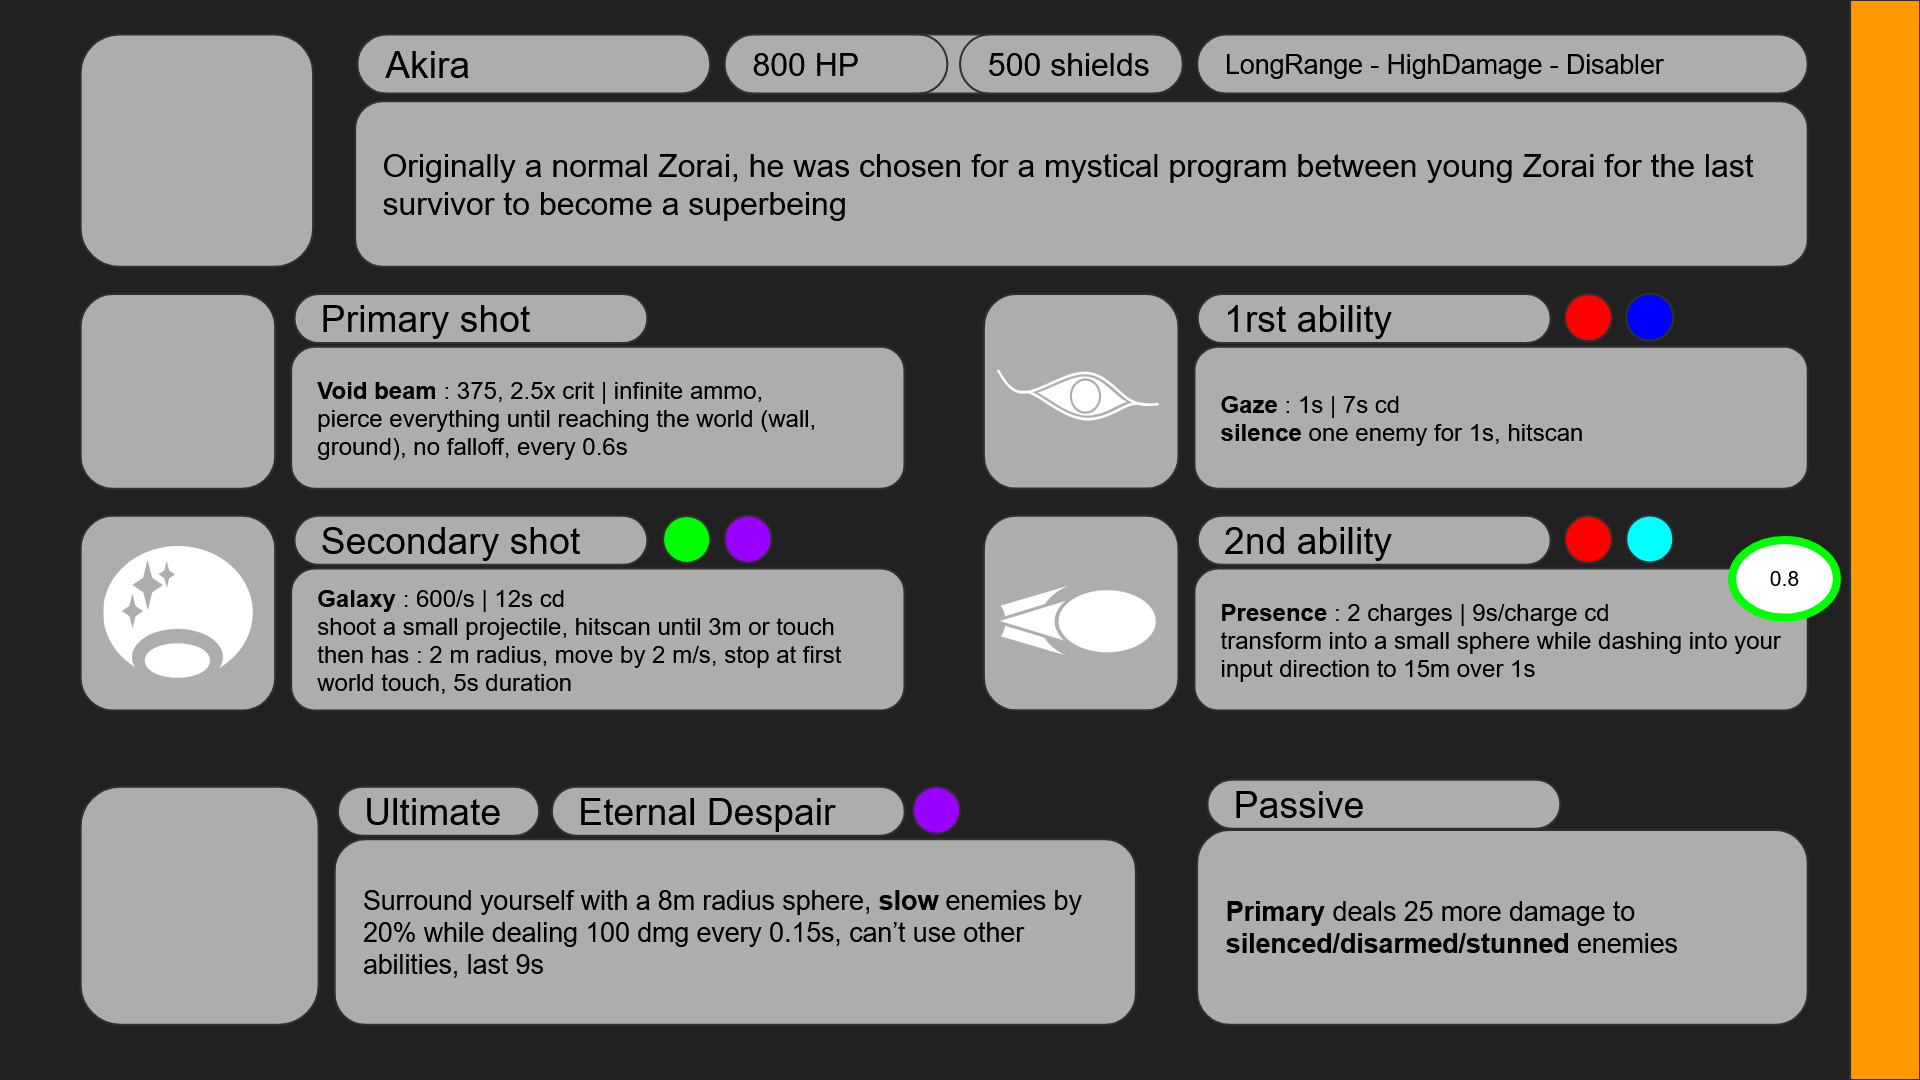 Akira
800 HP
500 shields
LongRange - HighDamage - Disabler
Originally a normal Zorai, he was chosen for a mystical program between young Zorai for the last
survivor to become a superbeing
Primary shot
Void beam : 375, 2.5x crit | infinite ammo,
pierce everything until reaching the world (wall,
ground), no falloff, every 0.6s
1rst ability
Gaze : 1s | 7s cd
silence one enemy for 1s, hitscan
Secondary shot
Galaxy : 600/s | 12s cd
shoot a small projectile, hitscan until 3m or touch
then has : 2 m radius, move by 2 m/s, stop at first
world touch, 5s duration
2nd ability
0.8
Presence : 2 charges | 9s/charge cd
transform into a small sphere while dashing into your
input direction to 15m over 1s
Ultimate
Eternal Despair
Surround yourself with a 8m radius sphere, slow enemies by
20% while dealing 100 dmg every 0.15s, can’t use other
abilities, last 9s
Passive
Primary deals 25 more damage to
silenced/disarmed/stunned enemies